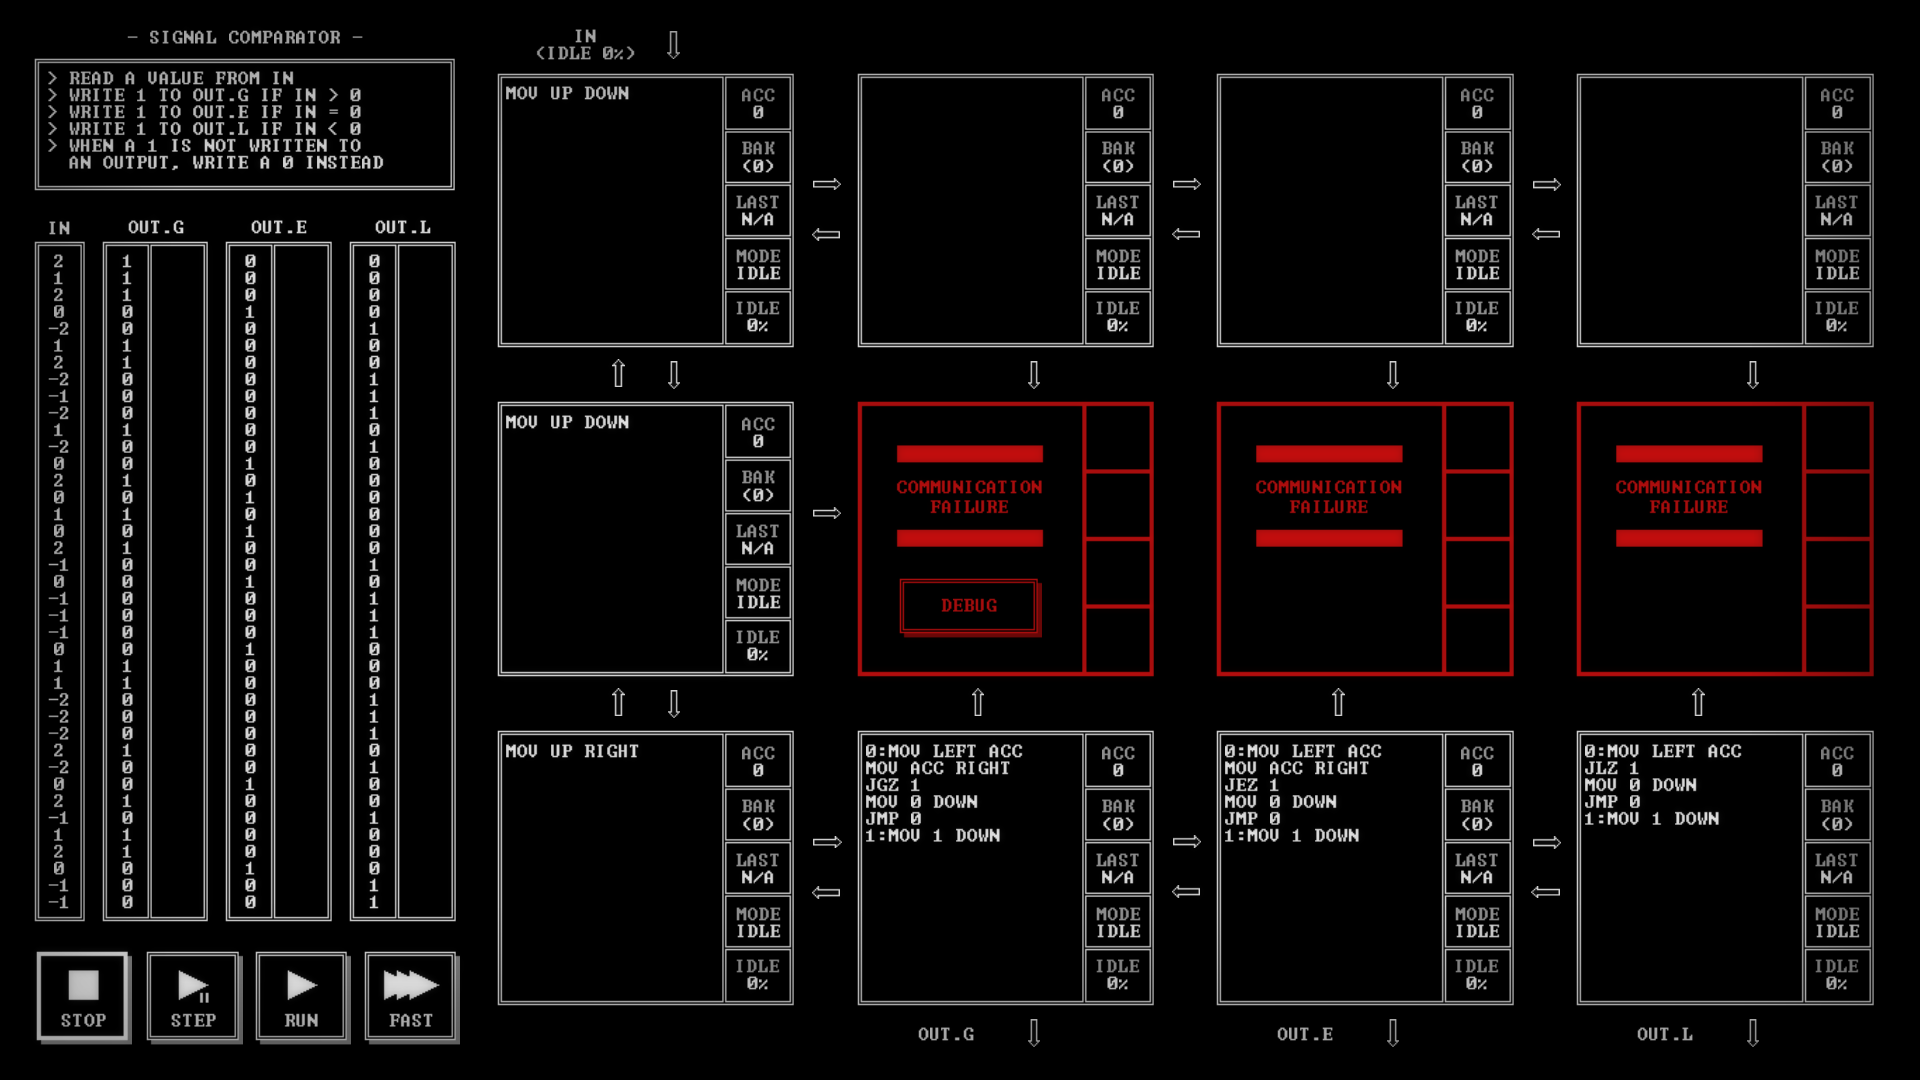 - SIGNAL COMPARATOR -
> READ A VALUE FROM IN
> WRITE 1 TO OUT.G IF IN > 0
> WRITE 1 TO OUT.E IF IN = 0
> WRITE 1 TO OUT.L IF IN < 0
> WHEN A 1 IS NOT WRITTEN TO
AN OUTPUT, WRITE A 0 INSTEAD
IN OUT.G OUT.E OUT.L
2 1 0 0
1 1 0 0
2 1 0 0
0 0 1 0
-2 0 0 1
1 1 0 0
2 1 0 0
-2 0 0 1
-1 0 0 1
-2 0 0 1
1 1 0 0
-2 0 0 1
0 0 1 0
2 1 0 0
0 0 1 0
1 1 0 0
0 0 1 0
2 1 0 0
-1 0 0 1
0 0 1 0
-1 0 0 1
-1 0 0 1
-1 0 0 1
0 0 1 0
1 1 0 0
1 1 0 0
-2 0 0 1
-2 0 0 1
-2 0 0 1
2 1 0 0
-2 0 0 1
0 0 1 0
2 1 0 0
-1 0 0 1
1 1 0 0
2 1 0 0
0 0 1 0
-1 0 0 1
-1 0 0 1
STOP
STEP
RUN
FAST
IN
(IDLE 0%)
MOV UP DOWN
ACC
0
BAK
(0)
LAST
N/A
MODE
IDLE
IDLE
0%
ACC
0
BAK
(0)
LAST
N/A
MODE
IDLE
IDLE
0%
ACC
0
BAK
(0)
LAST
N/A
MODE
IDLE
IDLE
0%
ACC
0
BAK
(0)
LAST
N/A
MODE
IDLE
IDLE
0%
MOV UP DOWN
ACC
0
BAK
(0)
LAST
N/A
MODE
IDLE
IDLE
0%
COMMUNICATION
FAILURE
DEBUG
COMMUNICATION
FAILURE
COMMUNICATION
FAILURE
MOV UP RIGHT
ACC
0
BAK
(0)
LAST
N/A
MODE
IDLE
IDLE
0%
0:MOV LEFT ACC
MOV ACC RIGHT
JGZ 1
MOV 0 DOWN
JMP 0
1:MOV 1 DOWN
ACC
0
BAK
(0)
LAST
N/A
MODE
IDLE
IDLE
0%
0:MOV LEFT ACC
MOV ACC RIGHT
JEZ 1
MOV 0 DOWN
JMP 0
1:MOV 1 DOWN
ACC
0
BAK
(0)
LAST
N/A
MODE
IDLE
IDLE
0%
0:MOV LEFT ACC
JLZ 1
MOV 0 DOWN
JMP 0
1:MOV 1 DOWN
ACC
0
BAK
(0)
LAST
N/A
MODE
IDLE
IDLE
0%
OUT.G
OUT.E
OUT.L